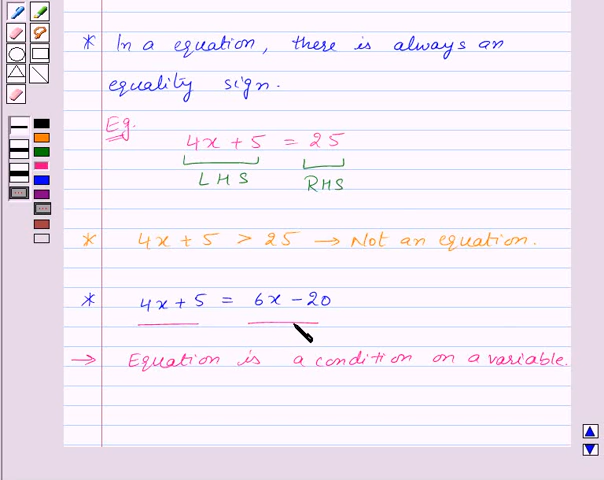 * In a equation, there is always an
equality sign.
Eg.
4x + 5 = 25
LHS RHS
* 4x + 5 > 25 → Not an equation.
* 4x + 5 = 6x - 20
→ Equation is a condition on a variable.